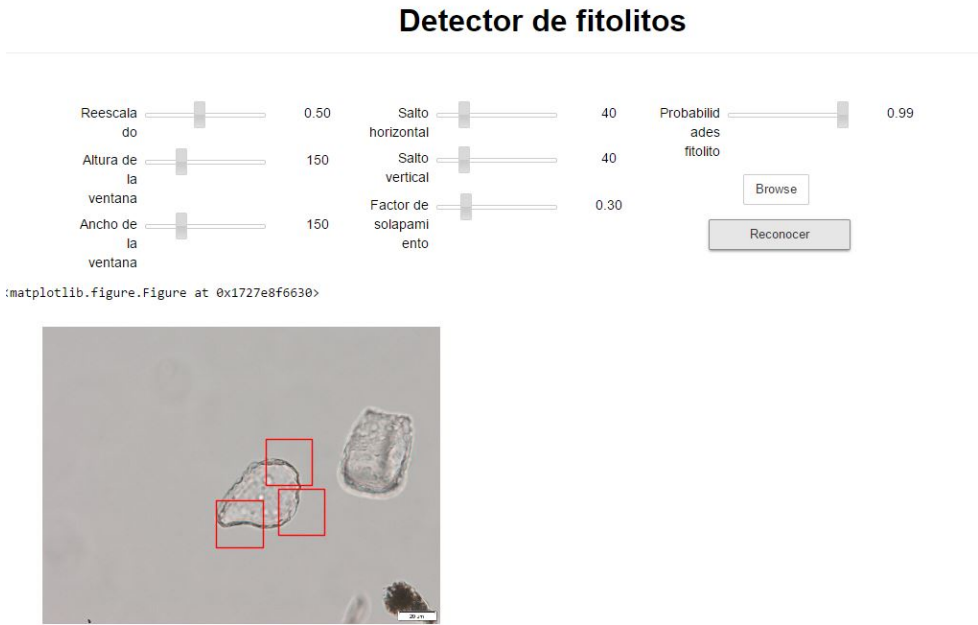 Detector de fitolitos
Reescala
do
0.50
Altura de
la
ventana
150
Ancho de
la
ventana
150
Salto
horizontal
40
Salto
vertical
40
Factor de
solapami
ento
0.30
Probabilid
ades
fitolito
0.99
Browse
Reconocer
<matplotlib.figure.Figure at 0x1727e8f6630>